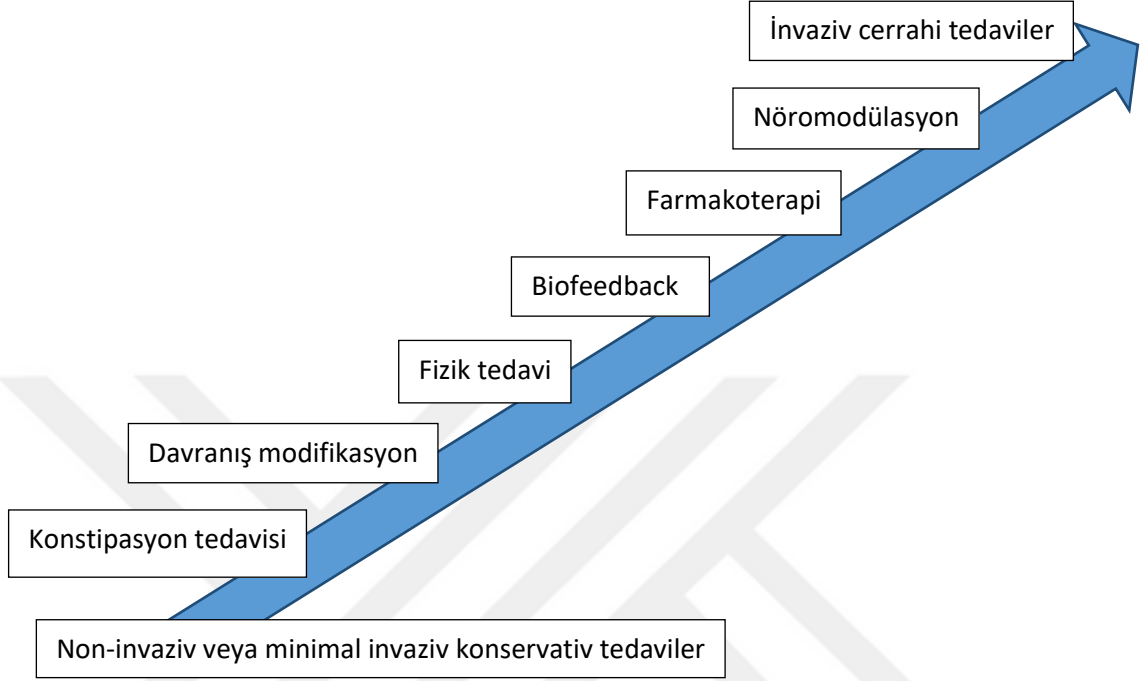 İnvaziv cerrahi tedaviler
Nöromodülasyon
Farmakoterapi
Biofeedback
Fizik tedavi
Davranış modifikasyon
Konstipasyon tedavisi
Non-invaziv veya minimal invaziv konservativ tedaviler